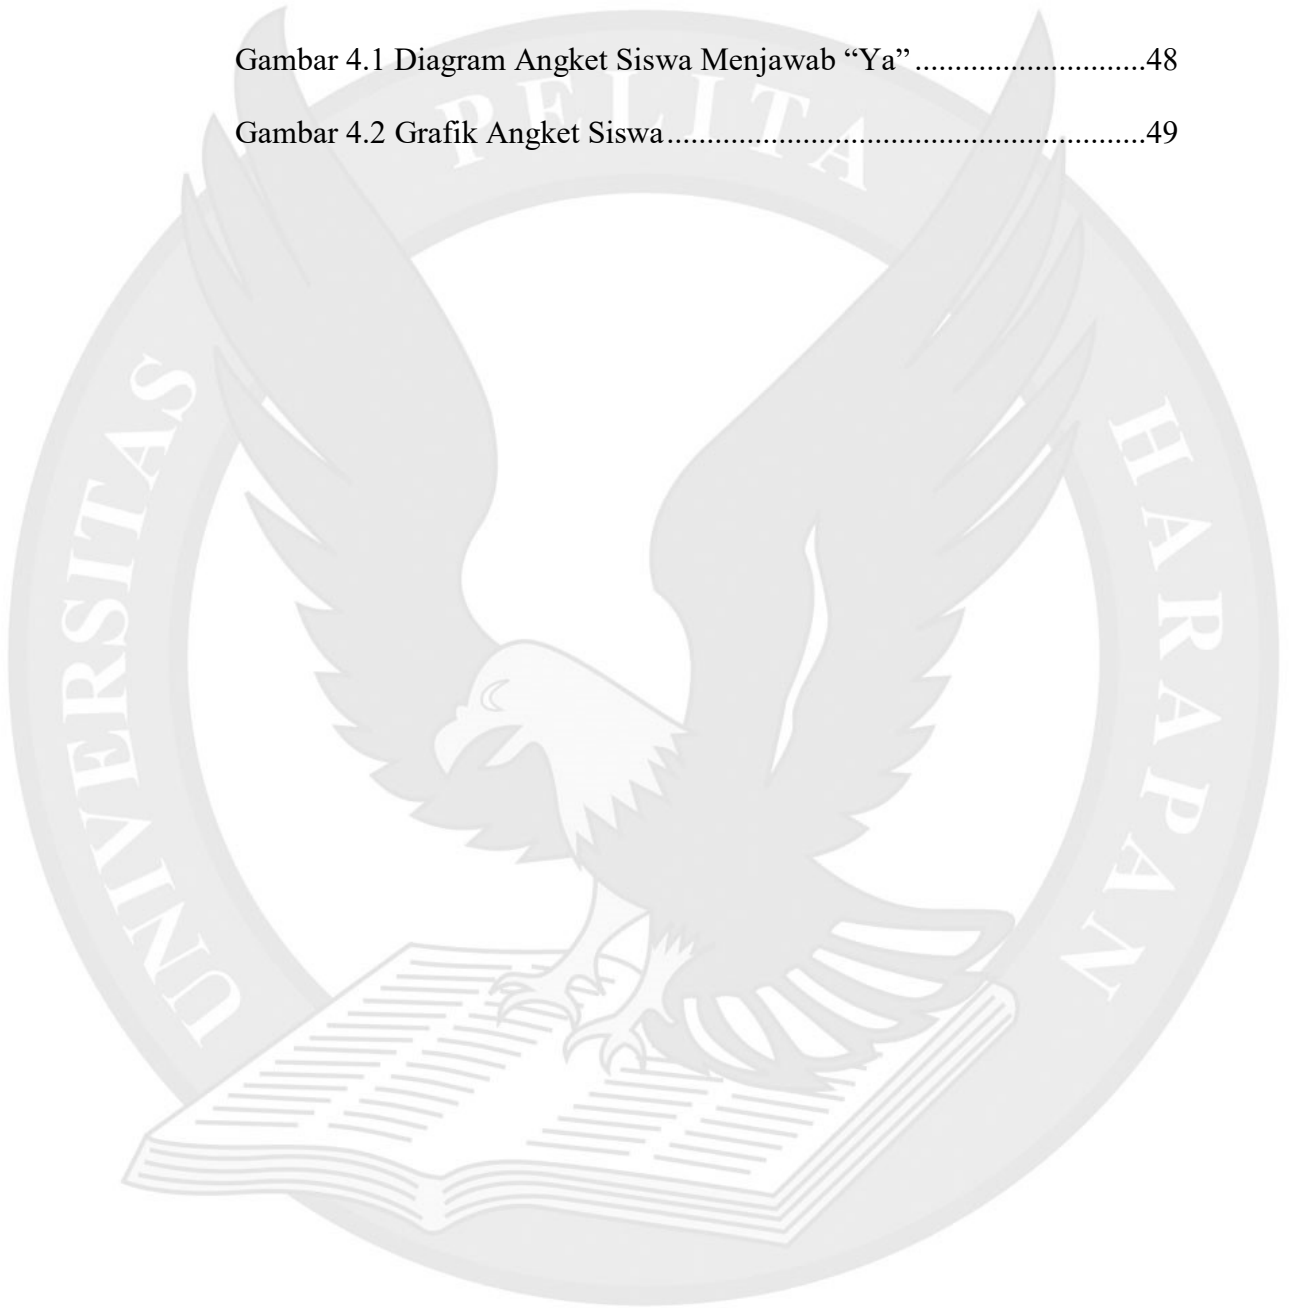 Gambar 4.1 Diagram Angket Siswa Menjawab “Ya”............................48
Gambar 4.2 Grafik Angket Siswa...........................................................49
UNIVERSITAS PELITA HARAPAN